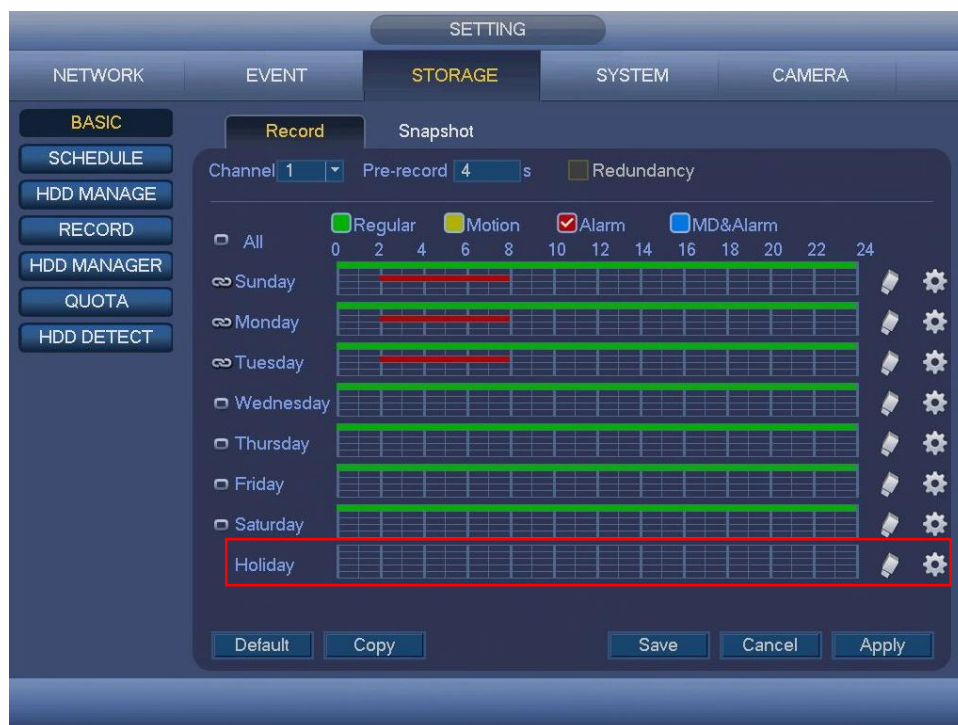 SETTING
NETWORK EVENT STORAGE SYSTEM CAMERA
BASIC
SCHEDULE
HDD MANAGE
RECORD
HDD MANAGER
QUOTA
HDD DETECT
Record Snapshot
Channel 1 Pre-record 4 s Redundancy
Regular Motion Alarm MD&Alarm
All 0 2 4 6 8 10 12 14 16 18 20 22 24
Sunday
Monday
Tuesday
Wednesday
Thursday
Friday
Saturday
Holiday
Default Copy Save Cancel Apply